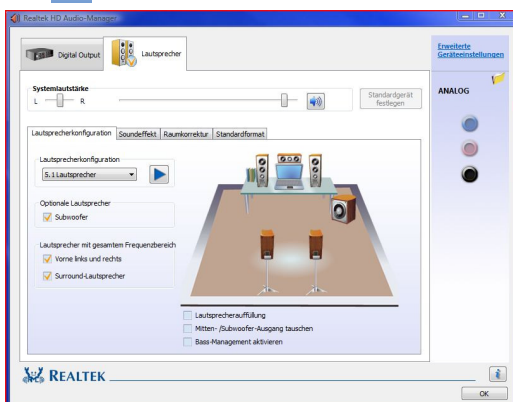 Realtek HD Audio-Manager
Digital Output
Lautsprecher
Erweiterte
Geräteeinstellungen
Systemlautstärke
L
R
Standardgerät
festlegen
ANALOG
Lautsprecherkonfiguration
Soundeffekt
Raumkorrektur
Standardformat
Lautsprecherkonfiguration
5.1 Lautsprecher
Optionale Lautsprecher
Subwoofer
Lautsprecher mit gesamtem Frequenzbereich
Vorne links und rechts
Surround-Lautsprecher
Lautsprecherauffüllung
Mitten- /Subwoofer-Ausgang tauschen
Bass-Management aktivieren
REALTEK
OK